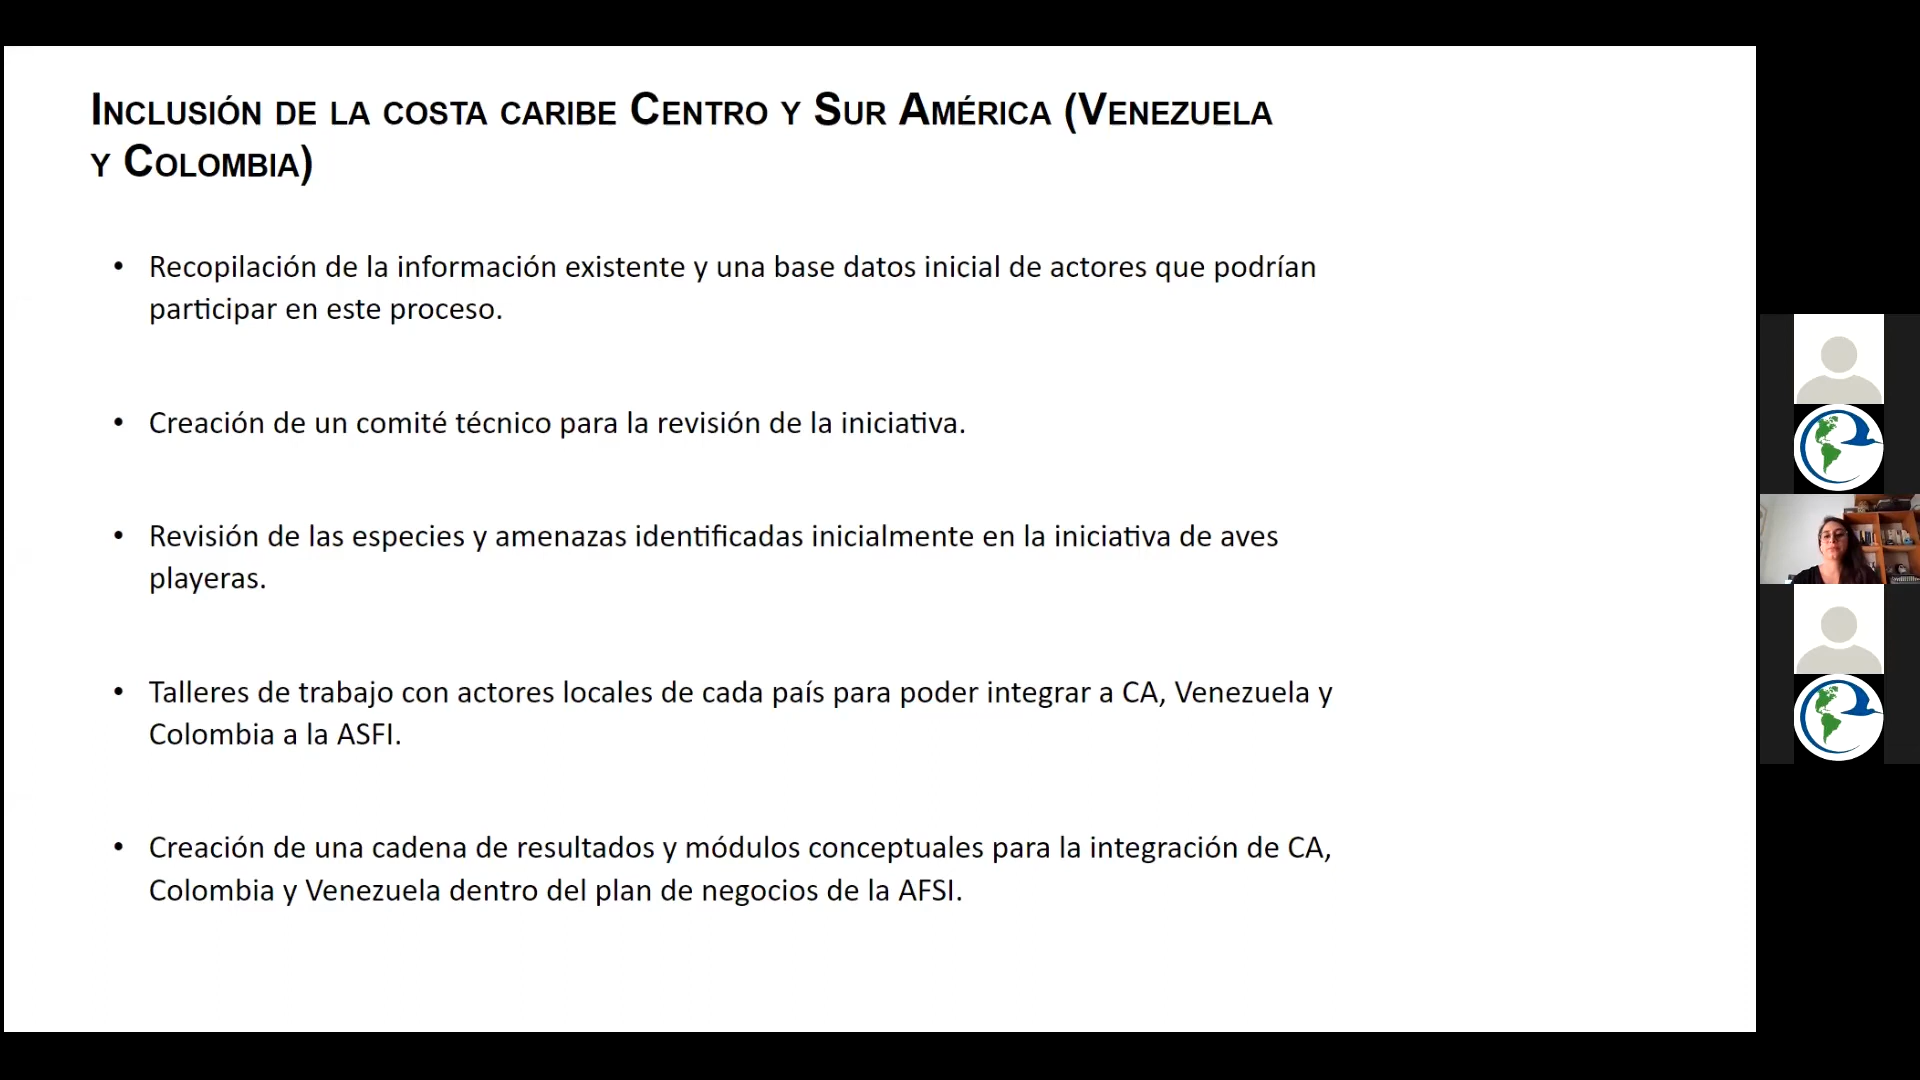 INCLUSIÓN DE LA COSTA CARIBE CENTRO Y SUR AMÉRICA (VENEZUELA
Y COLOMBIA)
• Recopilación de la información existente y una base datos inicial de actores que podrían
participar en este proceso.
• Creación de un comité técnico para la revisión de la iniciativa.
• Revisión de las especies y amenazas identificadas inicialmente en la iniciativa de aves
playeras.
• Talleres de trabajo con actores locales de cada país para poder integrar a CA, Venezuela y
Colombia a la ASFI.
• Creación de una cadena de resultados y módulos conceptuales para la integración de CA,
Colombia y Venezuela dentro del plan de negocios de la AFSI.